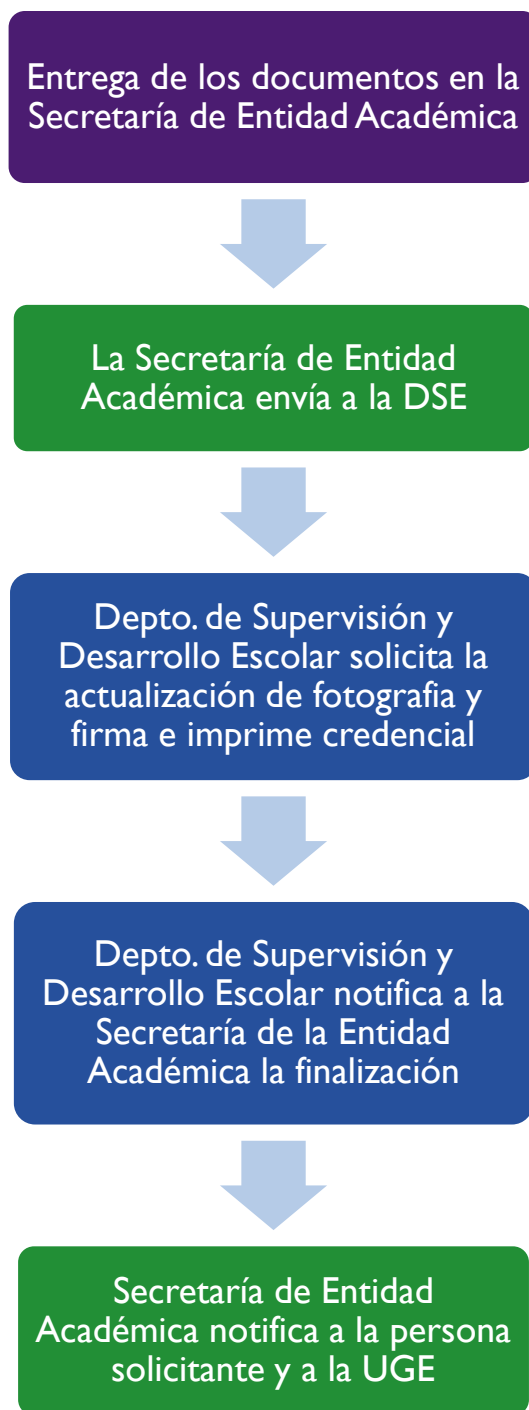 Entrega de los documentos en la
Secretaría de Entidad Académica
La Secretaría de Entidad
Académica envía a la DSE
Depto. de Supervisión y
Desarrollo Escolar solicita la
actualización de fotografia y
firma e imprime credencial
Depto. de Supervisión y
Desarrollo Escolar notifica a la
Secretaría de la Entidad
Académica la finalización
Secretaría de Entidad
Académica notifica a la persona
solicitante y a la UGE